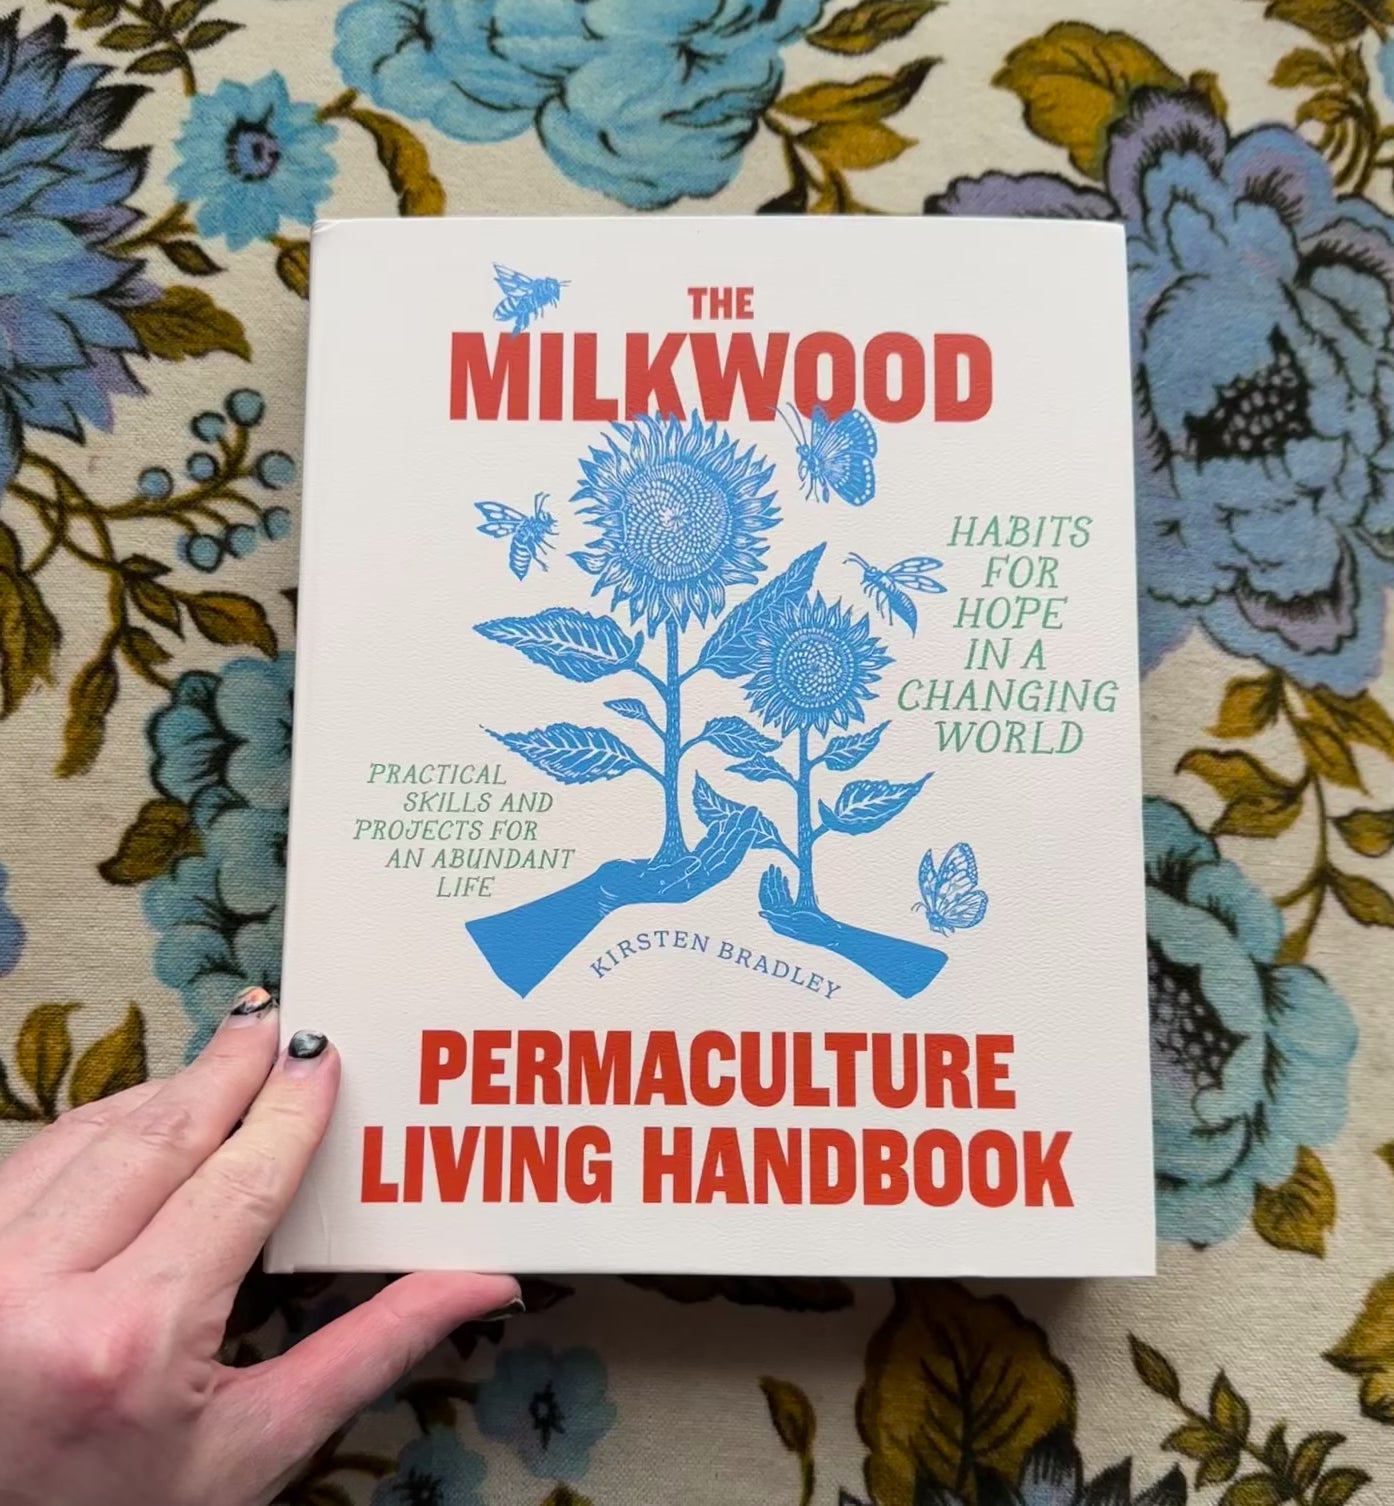 THE
MILKWOOD
HABITS
FOR
HOPE
IN A
CHANGING
WORLD
PRACTICAL
SKILLS AND
PROJECTS FOR
AN ABUNDANT
LIFE
KIRSTEN BRADLEY
PERMACULTURE
LIVING HANDBOOK